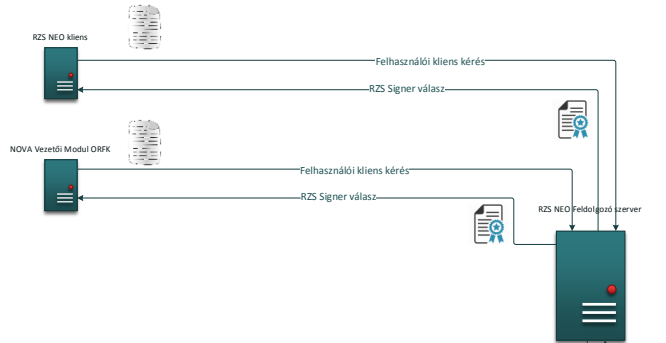 RZS NEO kliens
Felhasználói kliens kérés
RZS Signer válasz
NOVA Vezetői Modul ORFK
Felhasználói kliens kérés
RZS Signer válasz
RZS NEO Feldolgozó szerver